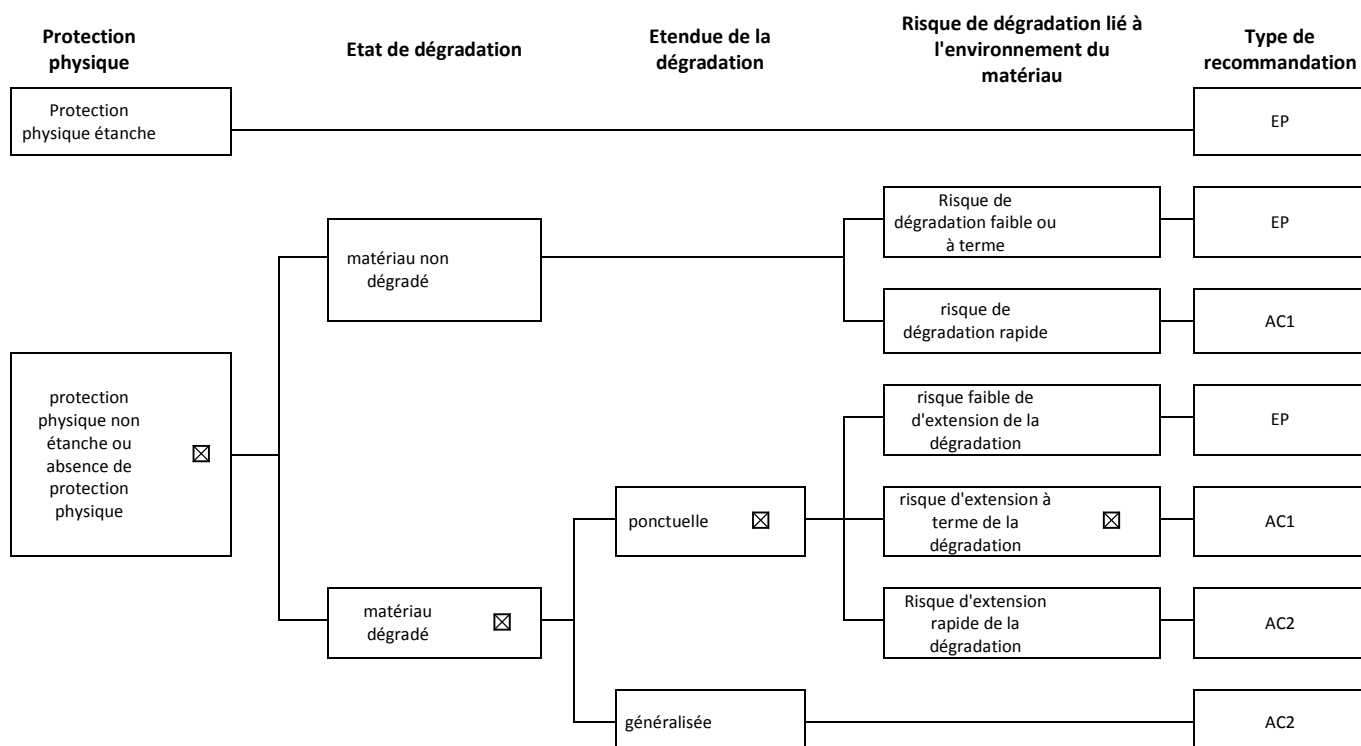 Protection
physique
Etat de dégradation
Etendue de la
dégradation
Risque de dégradation lié à
l'environnement du
matériau
Type de
recommandation
Protection
physique étanche
EP
matériau non
dégradé
Risque de
dégradation faible ou
à terme
EP
risque de
dégradation rapide
AC1
protection
physique non
étanche ou
absence de
protection
physique
risque faible de
d'extension de la
dégradation
EP
ponctuelle
risque d'extension à
terme de la
dégradation
AC1
matériau
dégradé
Risque d'extension
rapide de la
dégradation
AC2
généralisée
AC2